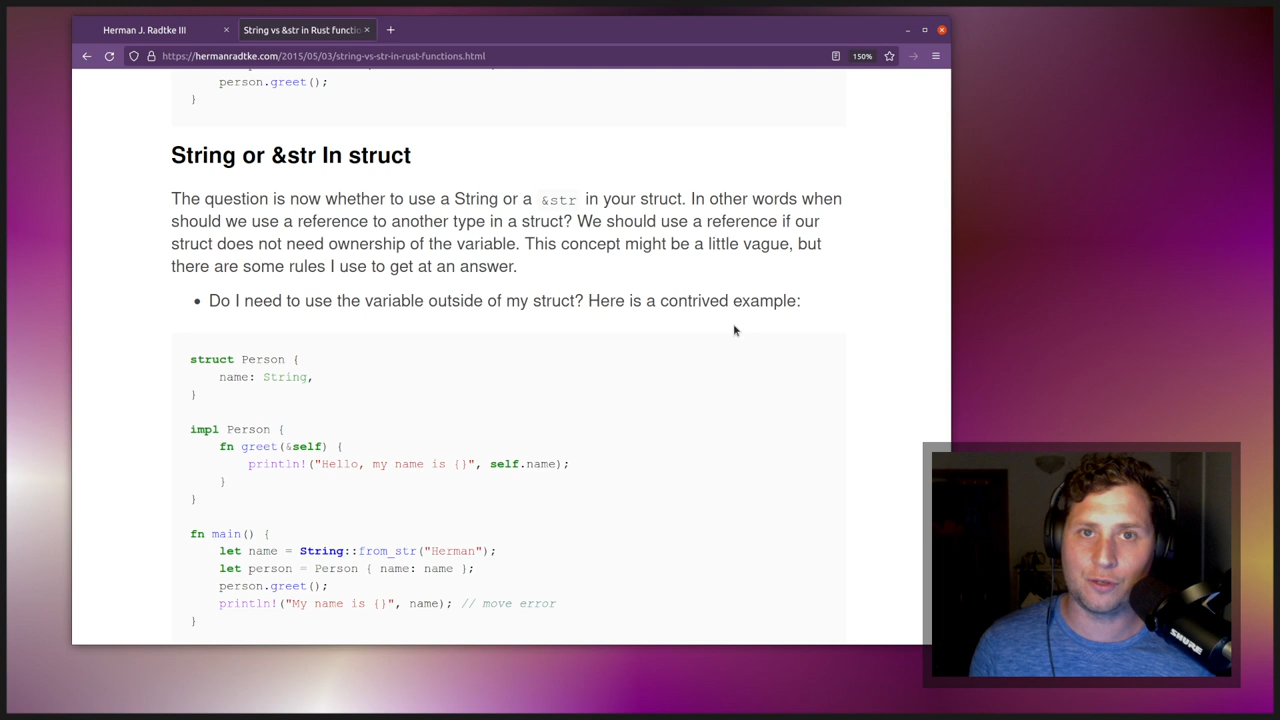 Herman J. Radtke III
String vs &str in Rust functio
https://hermanradtke.com/2015/05/03/string-vs-str-in-rust-functions.html
150%
person.greet();
}
String or &str In struct
The question is now whether to use a String or a &str in your struct. In other words when
should we use a reference to another type in a struct? We should use a reference if our
struct does not need ownership of the variable. This concept might be a little vague, but
there are some rules I use to get at an answer.
• Do I need to use the variable outside of my struct? Here is a contrived example:
struct Person {
name: String,
}
impl Person {
fn greet(&self) {
println!("Hello, my name is {}", self.name);
}
}
fn main() {
let name = String::from_str("Herman");
let person = Person { name: name };
person.greet();
println!("My name is {}", name); // move error
}
SHURE